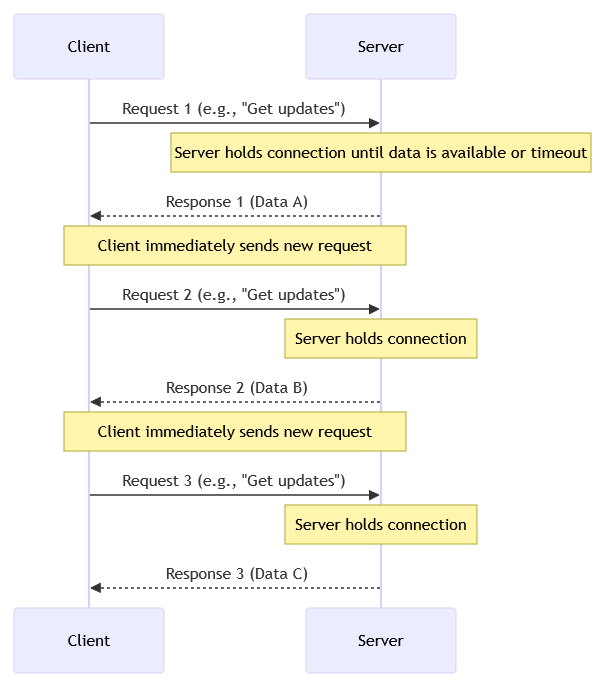 Client
Server
Request 1 (e.g., "Get updates")
Server holds connection until data is available or timeout
Response 1 (Data A)
Client immediately sends new request
Request 2 (e.g., "Get updates")
Server holds connection
Response 2 (Data B)
Client immediately sends new request
Request 3 (e.g., "Get updates")
Server holds connection
Response 3 (Data C)
Client
Server